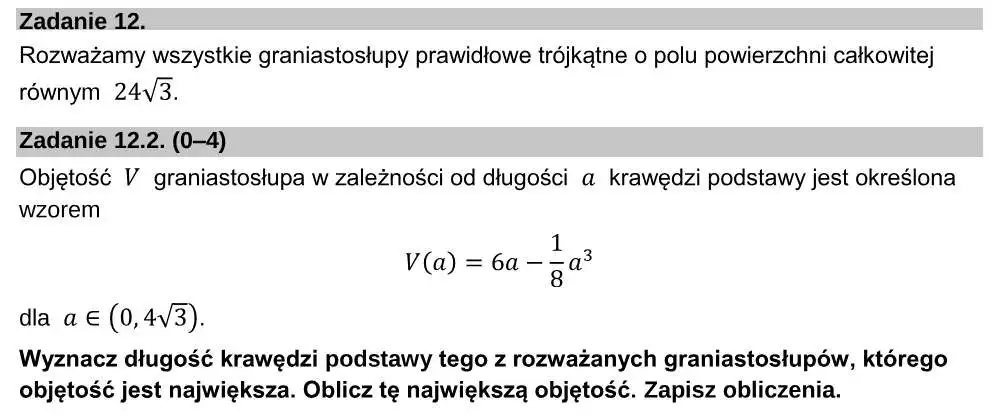 Zadanie 12.
Rozważamy wszystkie graniastosłupy prawidłowe trójkątne o polu powierzchni całkowitej
równym 24√3.
Zadanie 12.2. (0–4)
Objętość V graniastosłupa w zależności od długości a krawędzi podstawy jest określona
wzorem
V(a) = 6a − 1/8 a³
dla a ∈ (0, 4√3).
Wyznacz długość krawędzi podstawy tego z rozważanych graniastosłupów, którego
objętość jest największa. Oblicz tę największą objętość. Zapisz obliczenia.